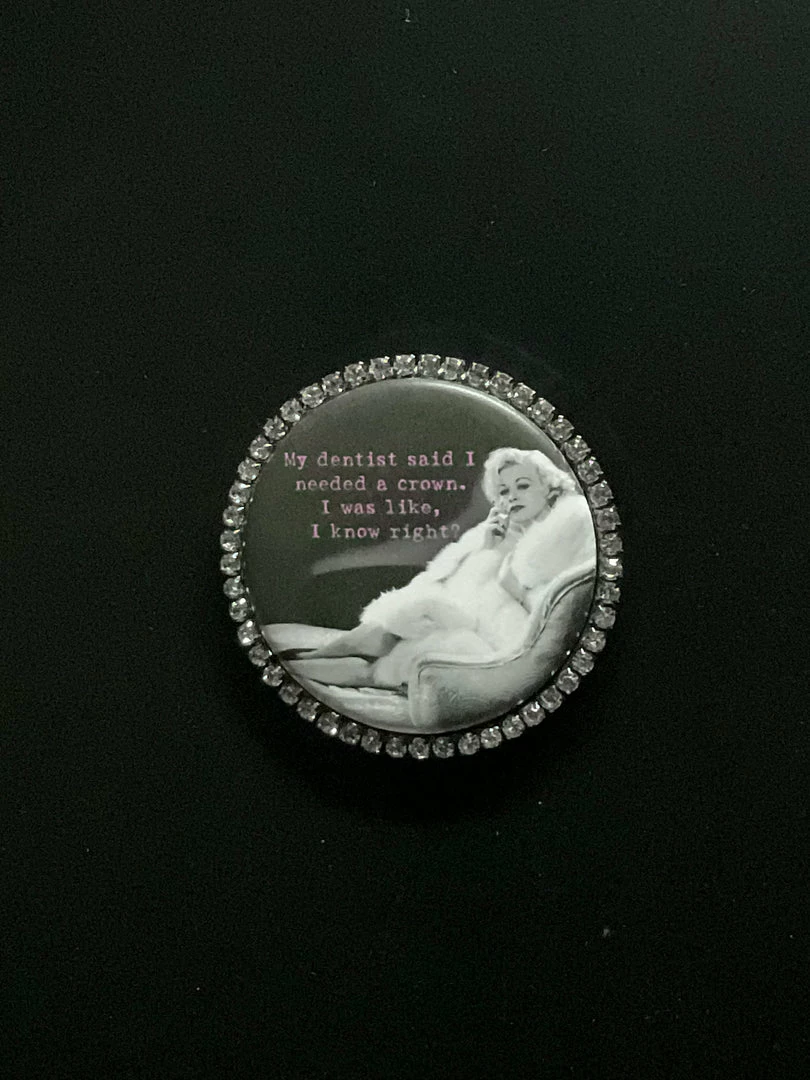 My dentist said I
needed a crown.
I was like,
I know right?